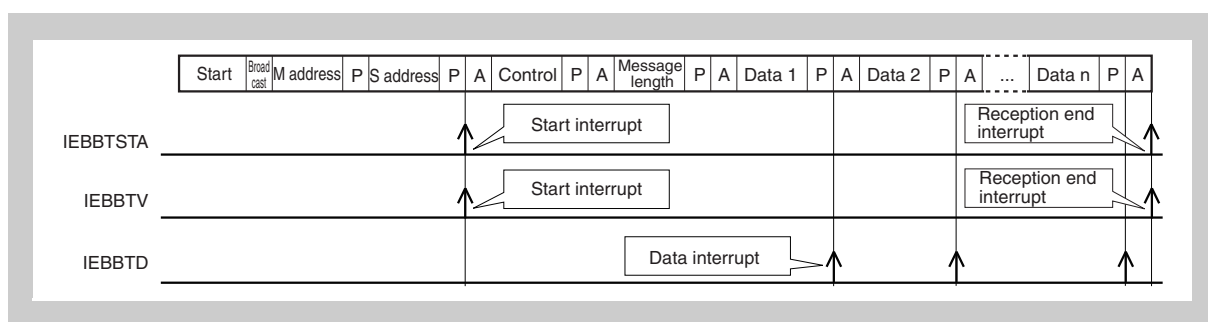 Start Broad cast M address P S address P A Control P A Message length P A Data 1 P A Data 2 P A ... Data n P A
IEBBTSTA Start interrupt Reception end interrupt
IEBBTV Start interrupt Reception end interrupt
IEBBTD Data interrupt